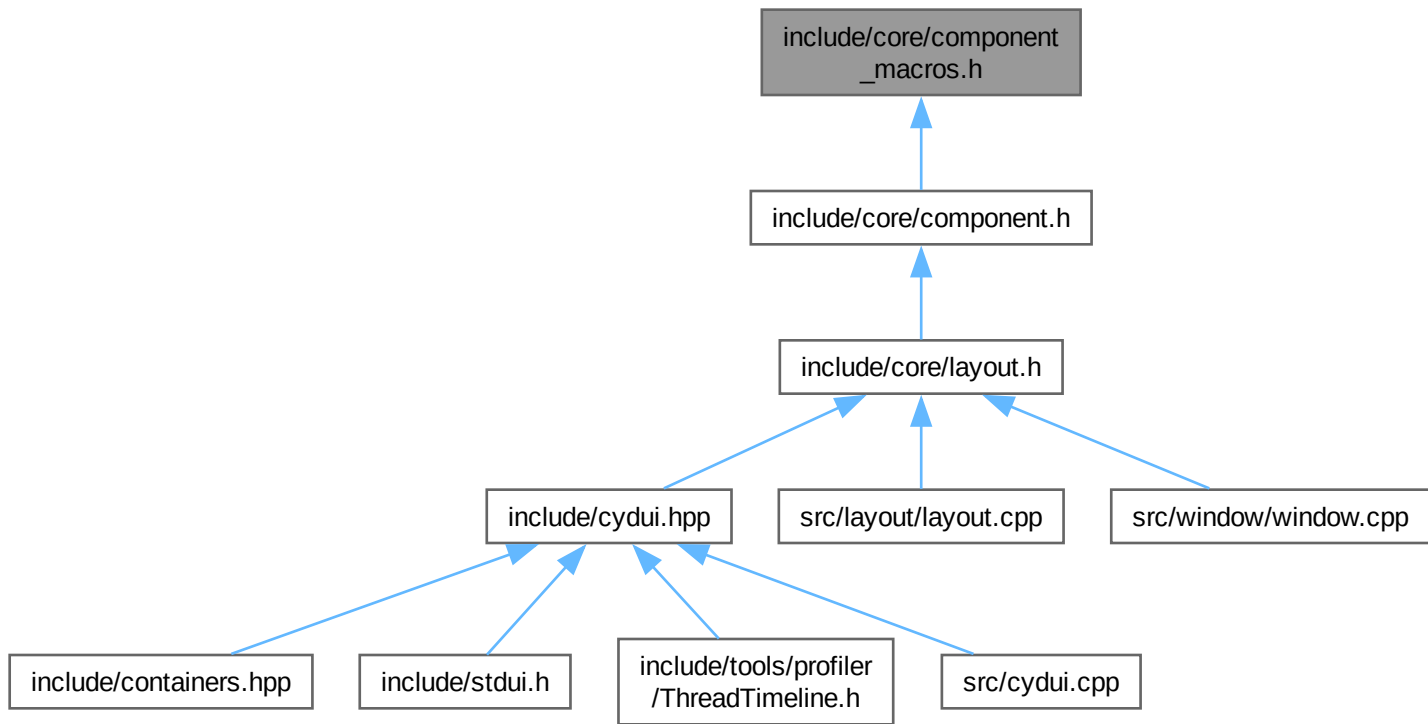 include/core/component
_macros.h
include/core/component.h
include/core/layout.h
include/cydui.hpp
src/layout/layout.cpp
src/window/window.cpp
include/containers.hpp
include/stdui.h
include/tools/profiler
/ThreadTimeline.h
src/cydui.cpp